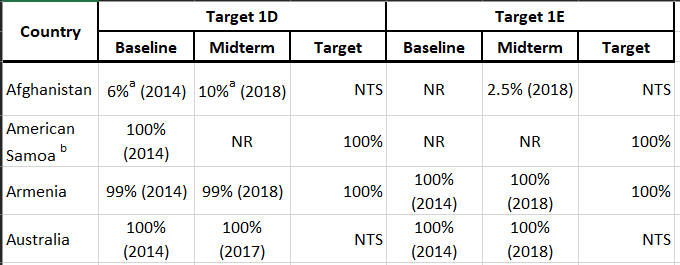 Country Target 1D Target 1E
Baseline Midterm Target Baseline Midterm Target
Afghanistan 6%a (2014) 10%a (2018) NTS NR 2.5% (2018) NTS
American Samoa b 100% (2014) NR 100% NR NR 100%
Armenia 99% (2014) 99% (2018) 100% 100% (2014) 100% (2018) 100%
Australia 100% (2014) 100% (2017) NTS 100% (2014) 100% (2018) NTS